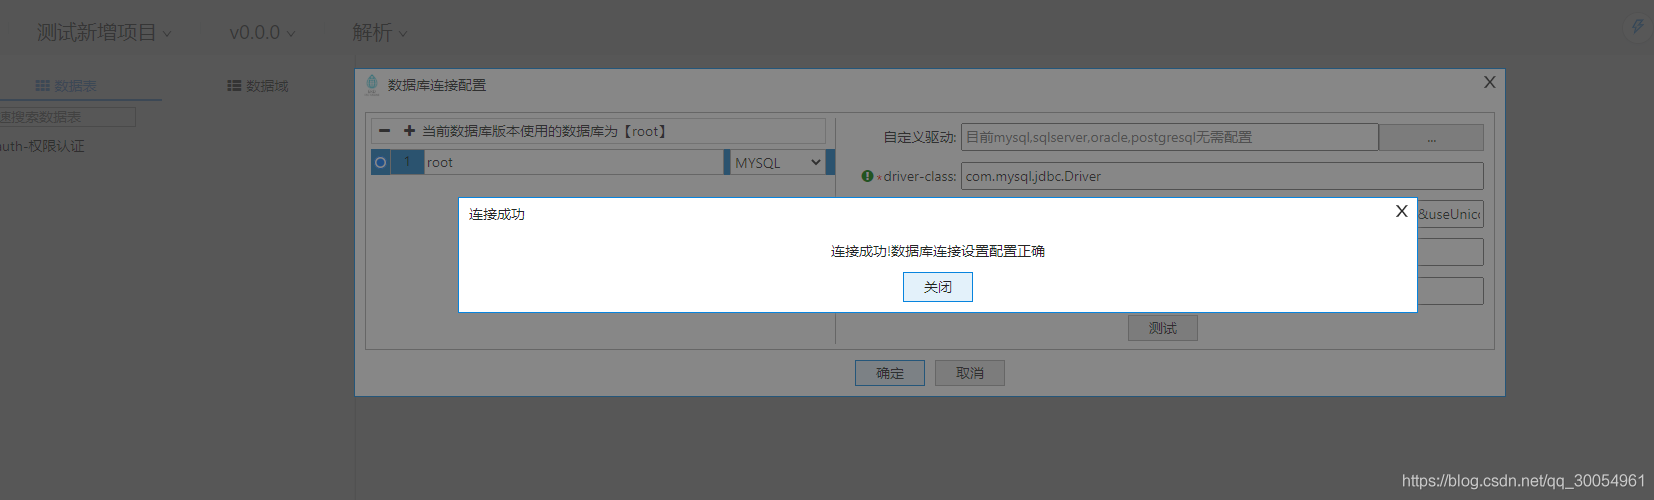 测试新增项目 v0.0.0 解析
数据表 数据域
数据库连接配置 X
速搜索数据表
当前数据库版本使用的数据库为【root】
自定义驱动: 目前mysql,sqlserver,oracle,postgresql无需配置 ...
uth-权限认证
1 root MYSQL
*driver-class: com.mysql.jdbc.Driver
连接成功 X
&useUnic
连接成功!数据库连接设置配置正确
关闭
测试
确定 取消
https://blog.csdn.net/qq_30054961